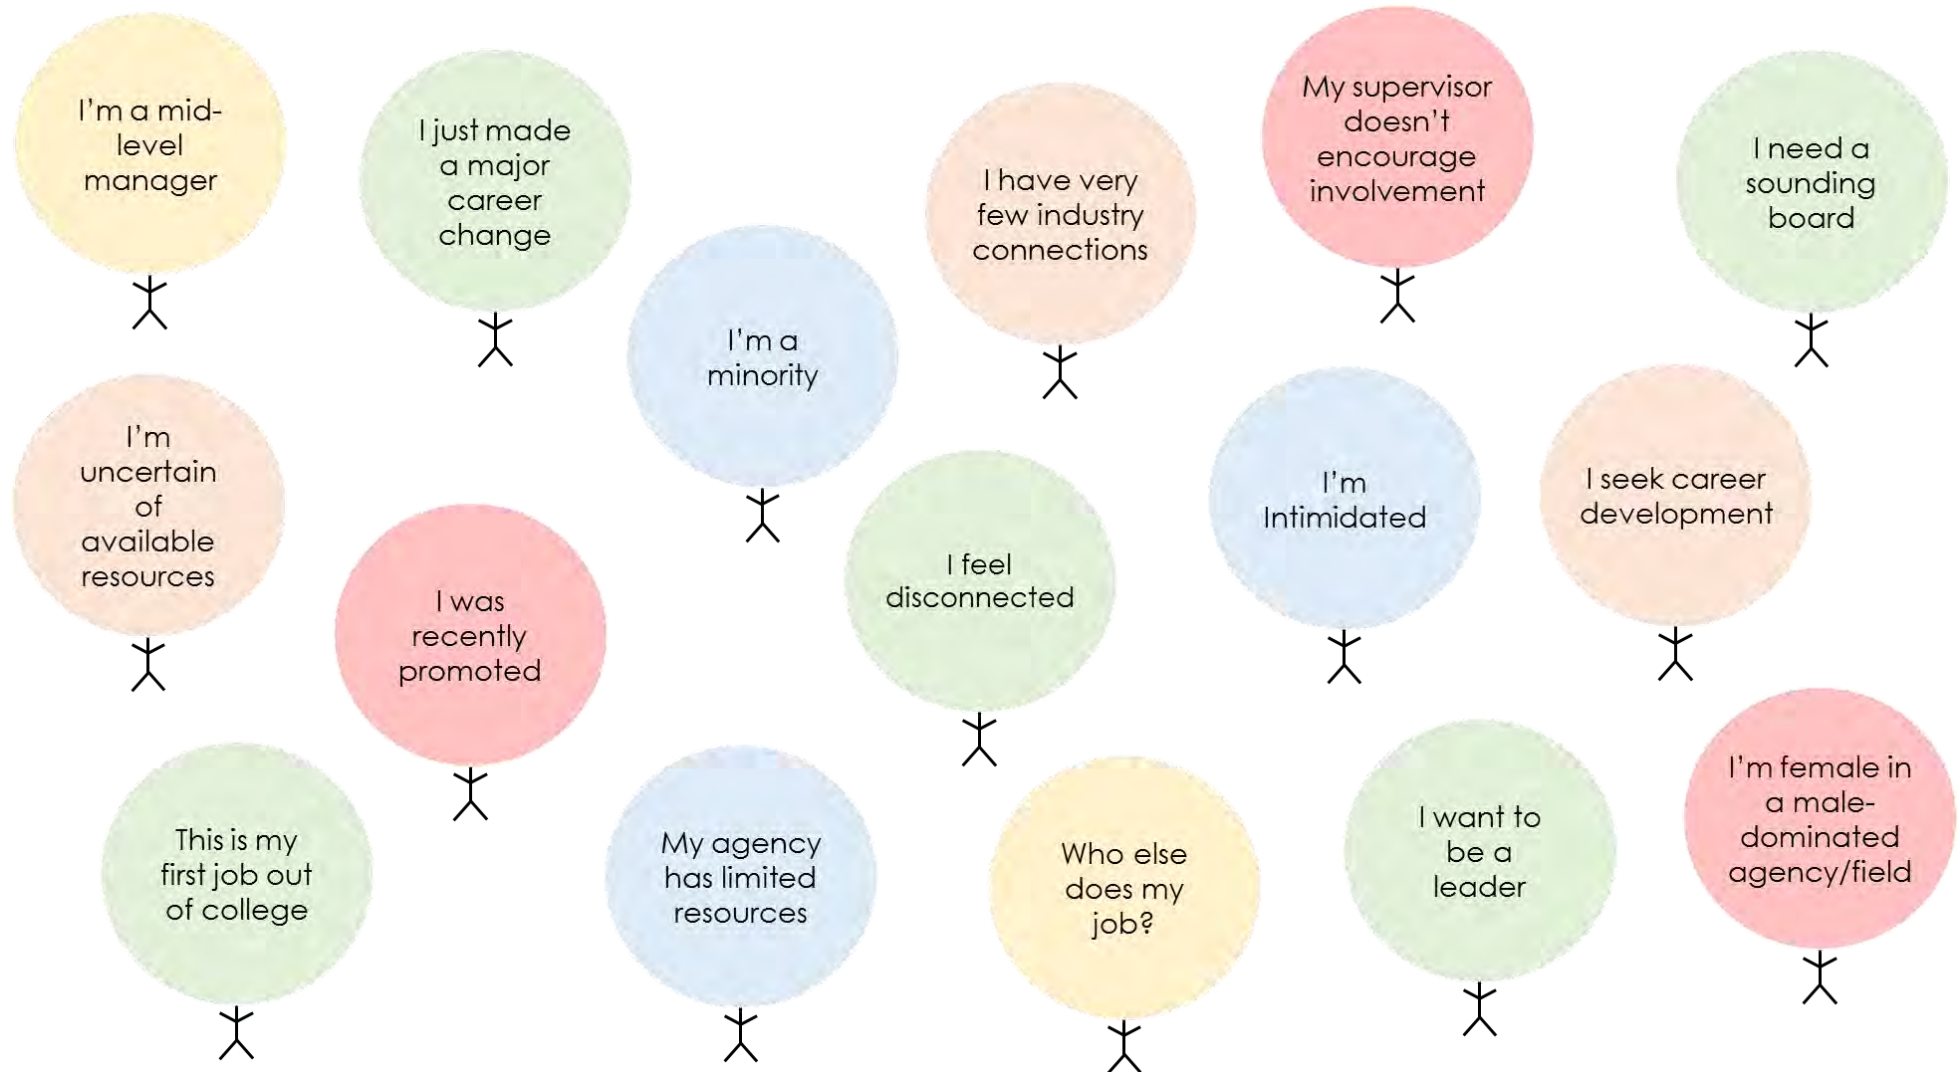 I'm a mid-
level
manager
I just made
a major
career
change
I'm a
minority
I have very
few industry
connections
My supervisor
doesn't
encourage
involvement
I need a
sounding
board
I'm
uncertain
of
available
resources
I was
recently
promoted
I feel
disconnected
I'm
Intimidated
I seek career
development
This is my
first job out
of college
My agency
has limited
resources
Who else
does my
job?
I want to
be a
leader
I'm female in
a male-
dominated
agency/field